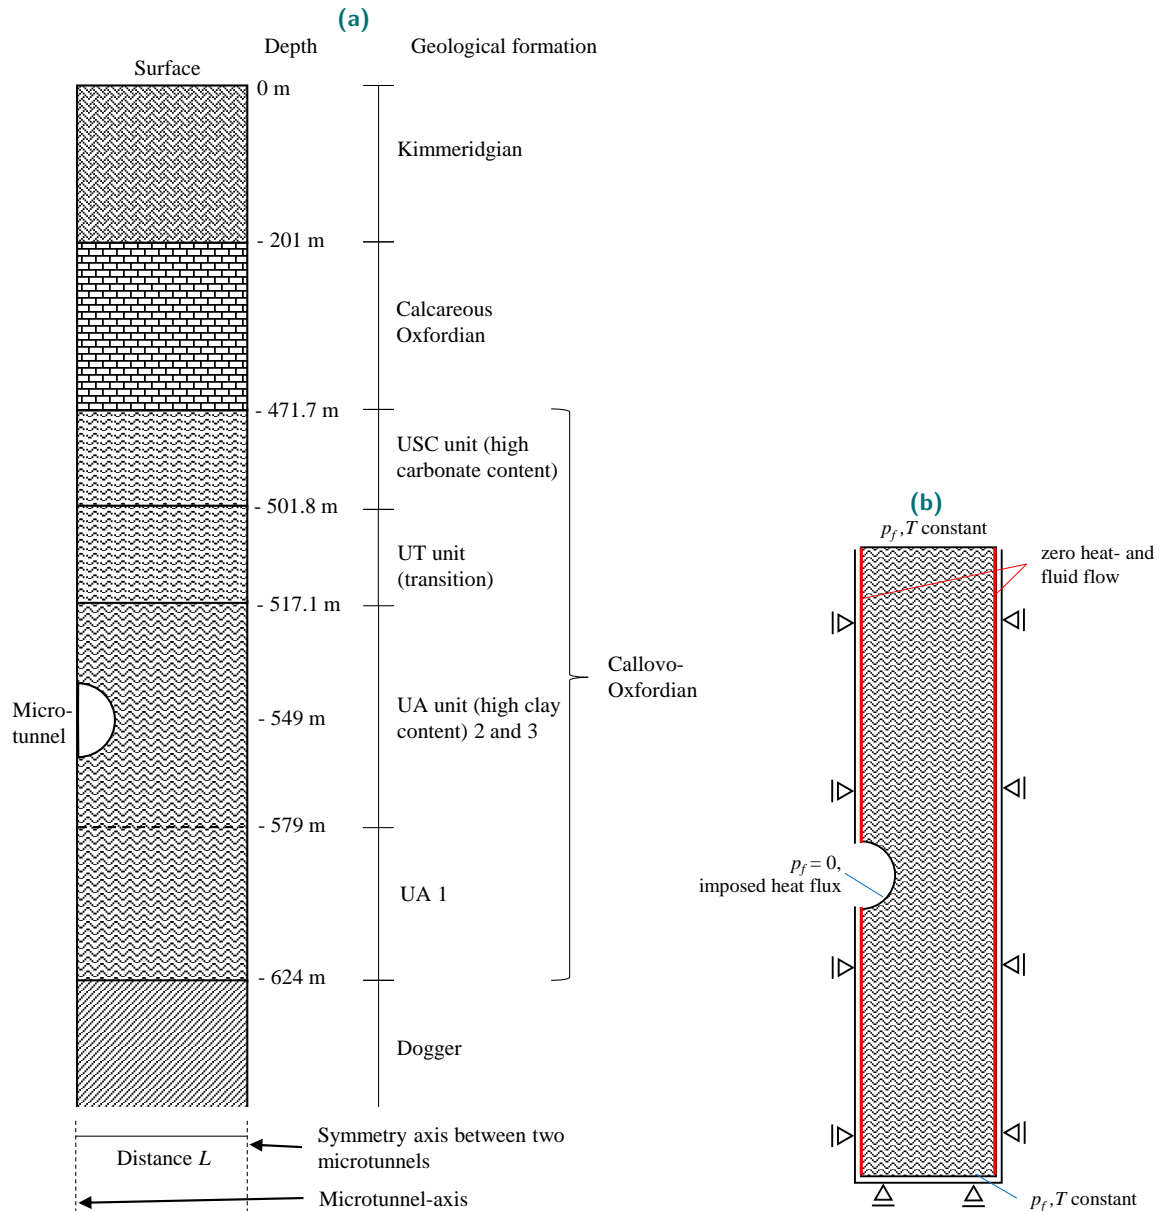 (a)
Depth
Geological formation
Surface
0 m
Kimmeridgian
- 201 m
Calcareous
Oxfordian
- 471.7 m
USC unit (high
carbonate content)
- 501.8 m
UT unit
(transition)
- 517.1 m
Micro-
tunnel
- 549 m
UA unit (high clay
content) 2 and 3
Callovo-
Oxfordian
- 579 m
UA 1
- 624 m
Dogger
Distance L
Symmetry axis between two
microtunnels
Microtunnel-axis
(b)
p_f, T constant
zero heat- and
fluid flow
p_f = 0,
imposed heat flux
p_f, T constant